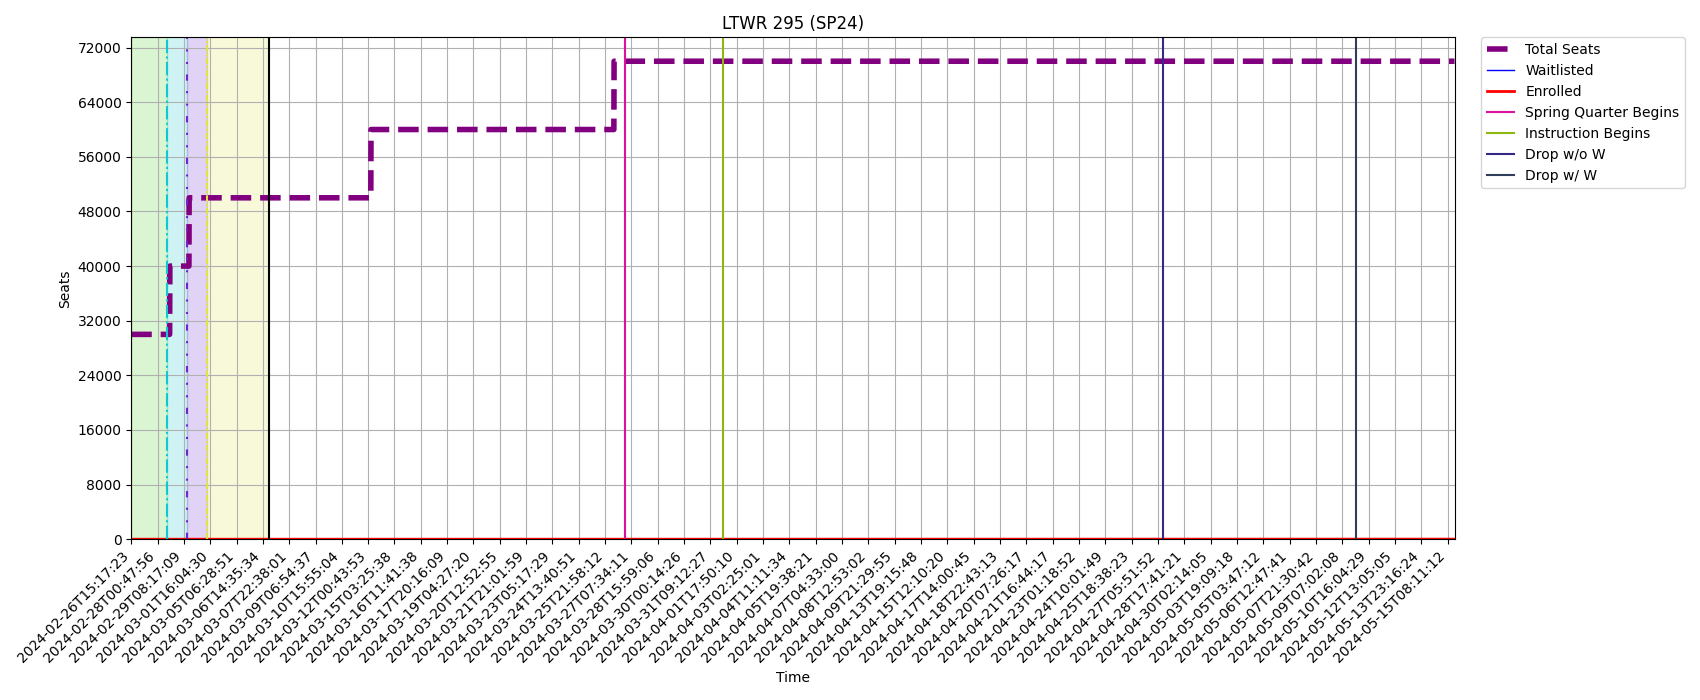 LTWR 295 (SP24)
72000
64000
56000
48000
40000
32000
24000
16000
8000
0
Seats
2024-02-26T15:17:23
2024-02-28T00:47:56
2024-02-29T08:17:09
2024-03-01T16:04:30
2024-03-05T06:28:51
2024-03-06T14:35:34
2024-03-07T22:38:01
2024-03-09T06:54:37
2024-03-10T15:55:04
2024-03-12T00:43:53
2024-03-15T03:25:38
2024-03-16T11:41:38
2024-03-17T20:16:09
2024-03-19T04:27:20
2024-03-20T12:52:55
2024-03-21T21:01:59
2024-03-23T05:17:29
2024-03-24T13:40:51
2024-03-25T21:58:12
2024-03-27T07:34:11
2024-03-28T15:59:06
2024-03-30T00:14:26
2024-03-31T09:12:27
2024-04-01T17:50:10
2024-04-03T02:25:01
2024-04-04T11:11:34
2024-04-05T19:38:21
2024-04-07T04:33:00
2024-04-08T12:53:02
2024-04-09T21:29:55
2024-04-13T19:15:48
2024-04-15T12:10:20
2024-04-17T14:00:45
2024-04-18T22:43:13
2024-04-20T07:26:17
2024-04-21T16:44:17
2024-04-23T01:18:52
2024-04-24T10:01:49
2024-04-25T18:38:23
2024-04-27T05:51:52
2024-04-28T17:41:21
2024-04-30T02:14:05
2024-05-03T19:09:18
2024-05-05T03:47:12
2024-05-06T12:47:41
2024-05-07T21:30:42
2024-05-09T07:02:08
2024-05-10T16:04:29
2024-05-12T13:05:05
2024-05-13T23:16:24
2024-05-15T08:11:12
Time
Total Seats
Waitlisted
Enrolled
Spring Quarter Begins
Instruction Begins
Drop w/o W
Drop w/ W